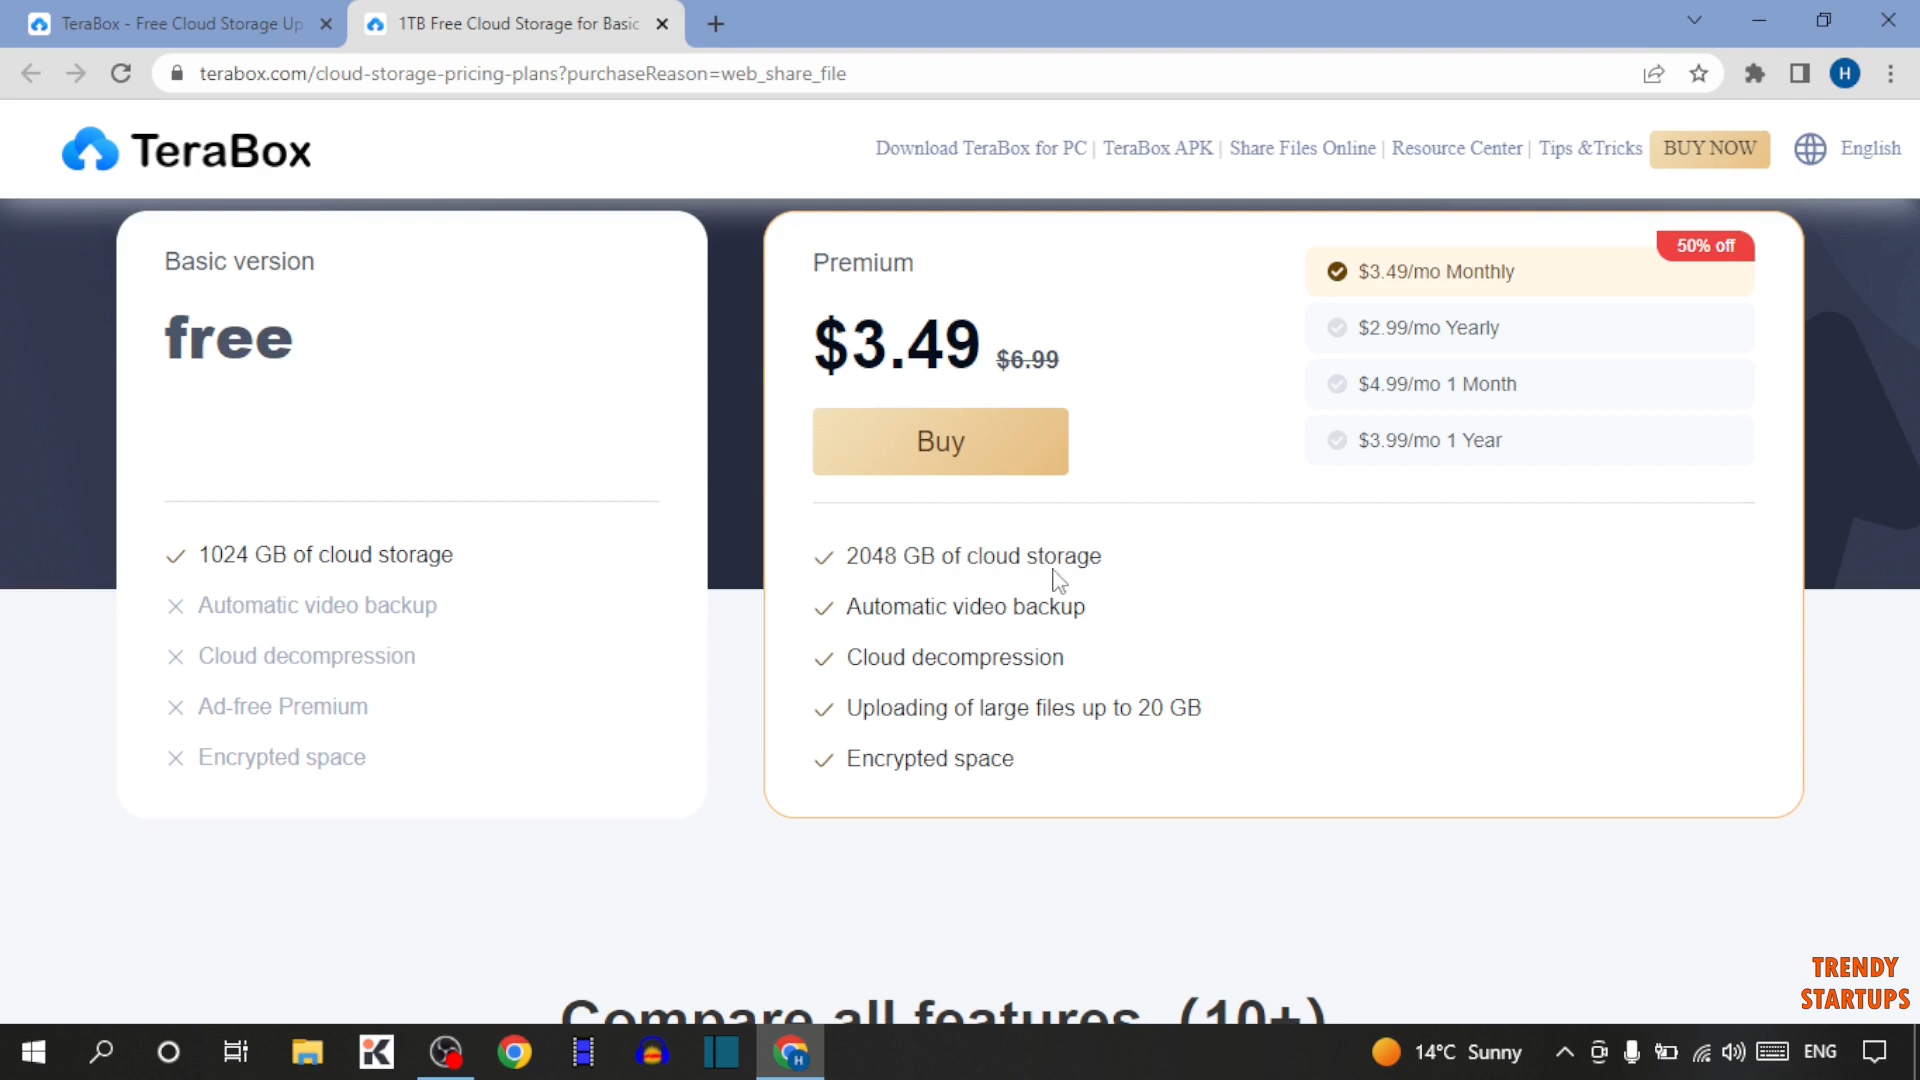 TeraBox - Free Cloud Storage Up
1TB Free Cloud Storage for Basic
terabox.com/cloud-storage-pricing-plans?purchaseReason=web_share_file
H
TeraBox
Download TeraBox for PC | TeraBox APK | Share Files Online | Resource Center | Tips &Tricks
BUY NOW
English
Basic version
free
1024 GB of cloud storage
Automatic video backup
Cloud decompression
Ad-free Premium
Encrypted space
Premium
$3.49 $6.99
Buy
50% off
$3.49/mo Monthly
$2.99/mo Yearly
$4.99/mo 1 Month
$3.99/mo 1 Year
2048 GB of cloud storage
Automatic video backup
Cloud decompression
Uploading of large files up to 20 GB
Encrypted space
Compare all features (10+)
TRENDY
STARTUPS
K
H
14°C Sunny
ENG